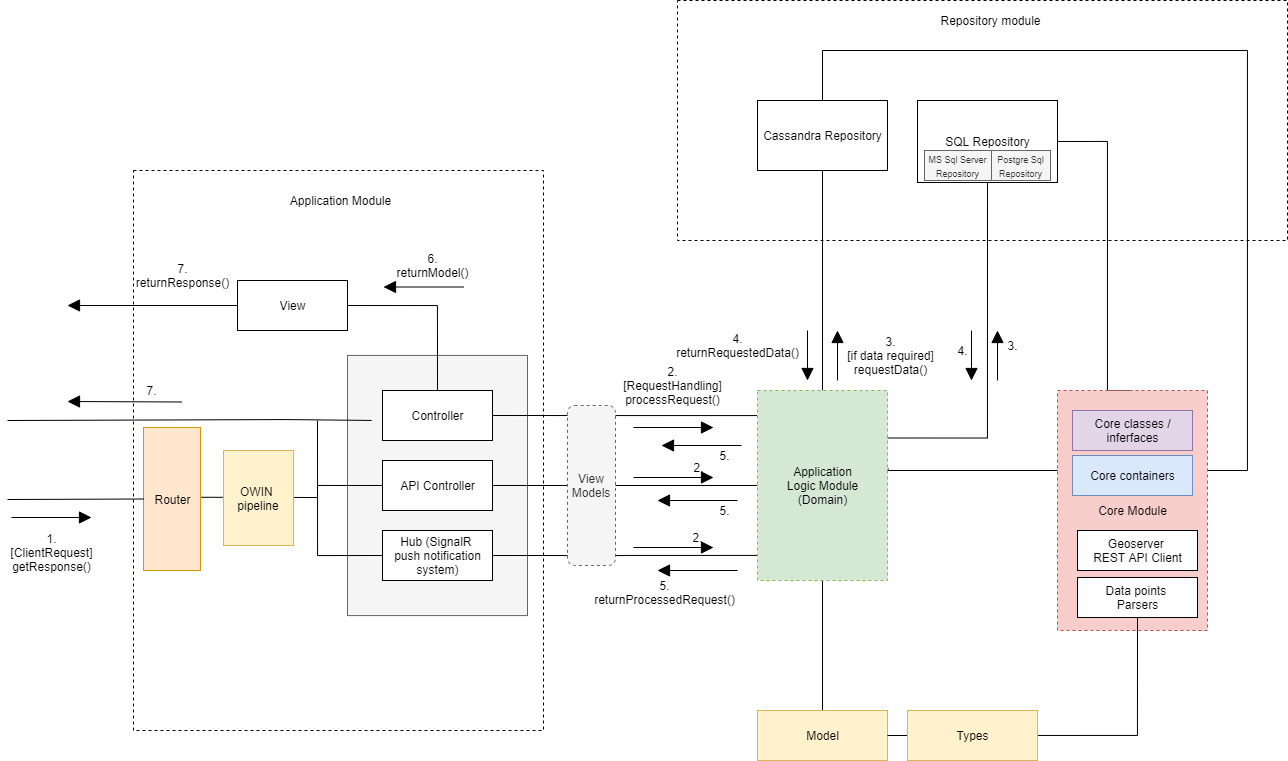 Repository module
Cassandra Repository
SQL Repository
MS Sql Server
Repository
Postgre Sql
Repository
Application Module
7.
returnResponse()
6.
returnModel()
View
7.
Controller
API Controller
Hub (SignalR
push notification
system)
Router
OWIN
pipeline
1.
[ClientRequest]
getResponse()
View
Models
4.
returnRequestedData()
3.
[if data required]
requestData()
4.
3.
2.
[RequestHandling]
processRequest()
5.
2
5.
2
5.
returnProcessedRequest()
Application
Logic Module
(Domain)
Core classes /
inferfaces
Core containers
Core Module
Geoserver
REST API Client
Data points
Parsers
Model
Types